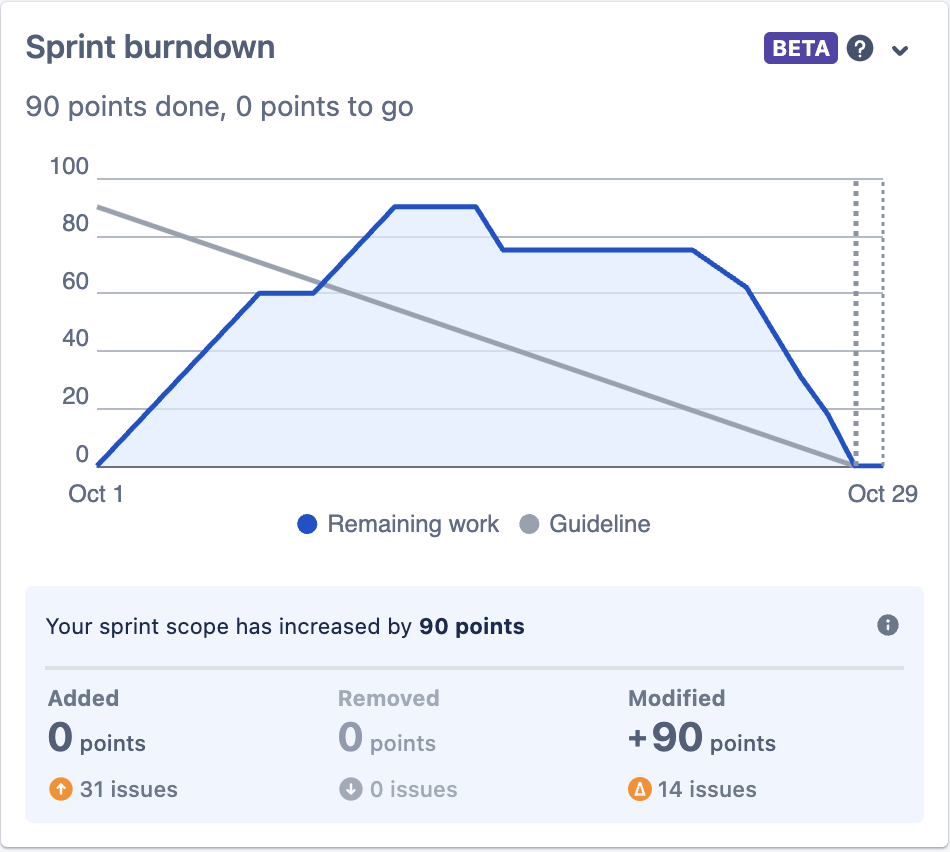 Sprint burndown
BETA
?
90 points done, 0 points to go
100
80
60
40
20
0
Oct 1
Oct 29
Remaining work
Guideline
Your sprint scope has increased by 90 points
i
Added
Removed
Modified
0 points
0 points
+90 points
31 issues
0 issues
Δ 14 issues